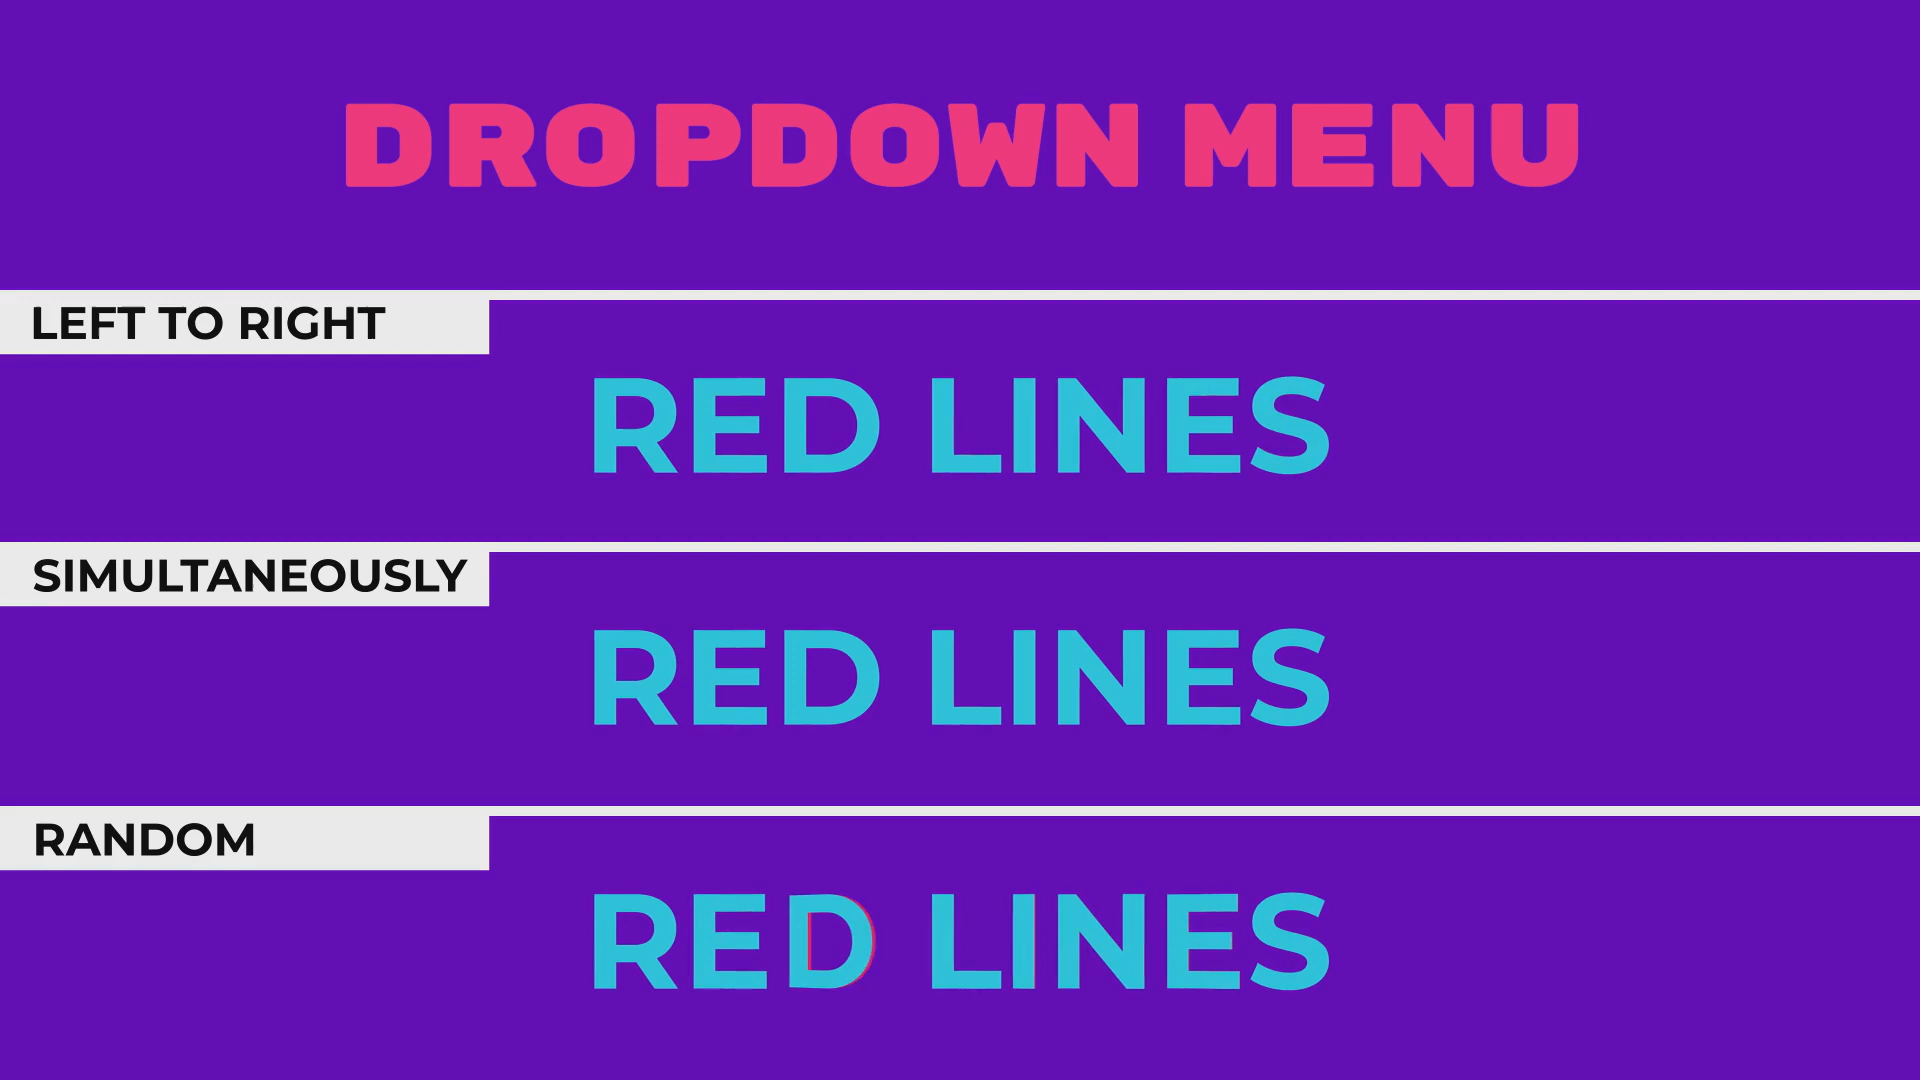 DROPDOWN MENU
LEFT TO RIGHT
RED LINES
SIMULTANEOUSLY
RED LINES
RANDOM
RED LINES